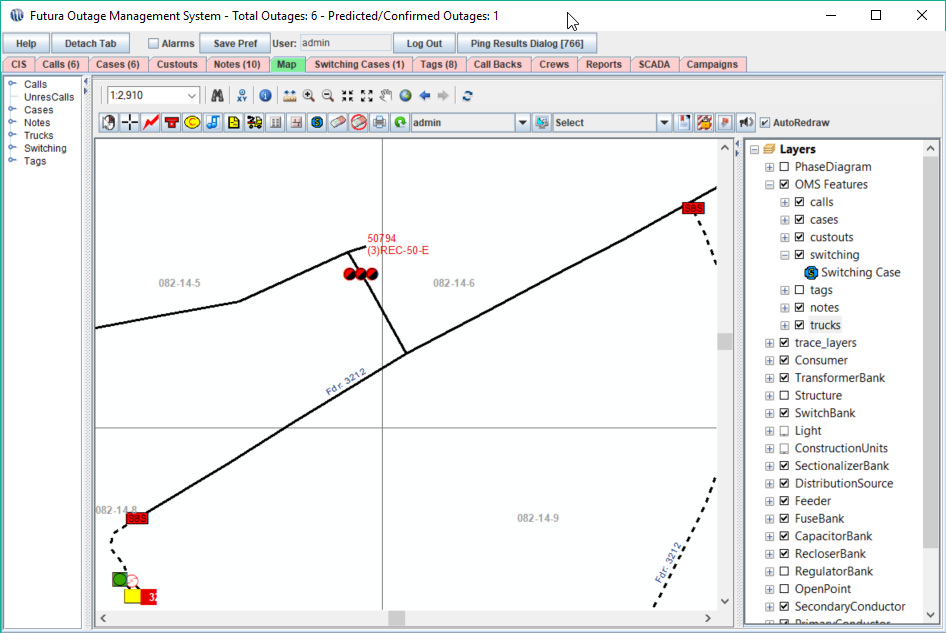 Futura Outage Management System - Total Outages: 6 - Predicted/Confirmed Outages: 1
Help Detach Tab Alarms Save Pref User: admin Log Out Ping Results Dialog [766]
CIS Calls (6) Cases (6) Custouts Notes (10) Map Switching Cases (1) Tags (8) Call Backs Crews Reports SCADA Campaigns
Calls
UnresCalls
Cases
Notes
Trucks
Switching
Tags
1:2,910
XY
admin Select AutoRedraw
50794
(3)REC-50-E
082-14-5
082-14-6
Fdr: 3212
082-14-8
082-14-9
Fdr: 3212
Layers
PhaseDiagram
OMS Features
calls
cases
custouts
switching
Switching Case
tags
notes
trucks
trace_layers
Consumer
TransformerBank
Structure
SwitchBank
Light
ConstructionUnits
SectionalizerBank
DistributionSource
Feeder
FuseBank
CapacitorBank
RecloserBank
RegulatorBank
OpenPoint
SecondaryConductor
PrimaryConductor